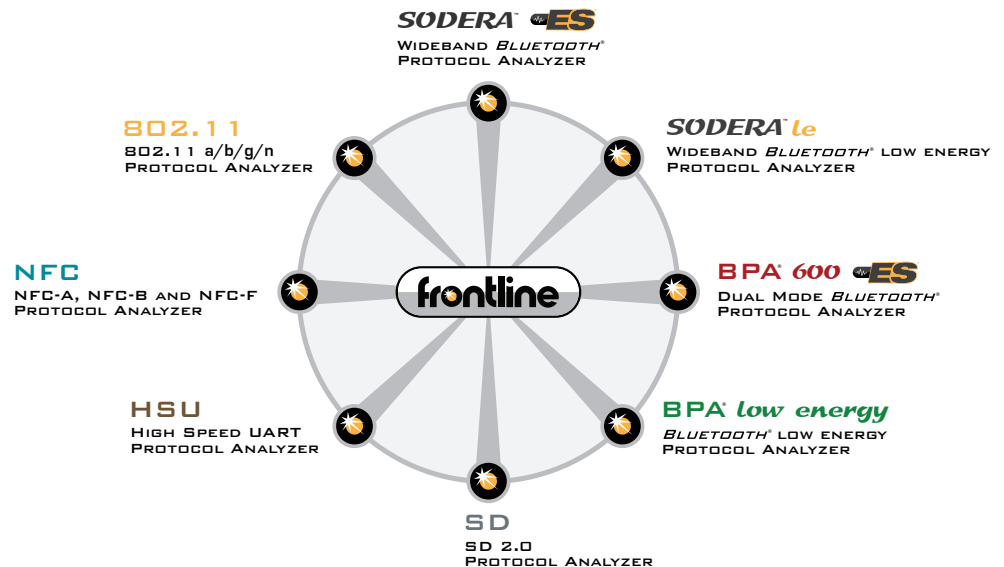 SODERA™ ES
WIDEBAND BLUETOOTH®
PROTOCOL ANALYZER
802.11
802.11 a/b/g/n
PROTOCOL ANALYZER
SODERA™ le
WIDEBAND BLUETOOTH® LOW ENERGY
PROTOCOL ANALYZER
NFC
NFC-A, NFC-B AND NFC-F
PROTOCOL ANALYZER
frontline
BPA® 600 ES
DUAL MODE BLUETOOTH®
PROTOCOL ANALYZER
HSU
HIGH SPEED UART
PROTOCOL ANALYZER
BPA® low energy
BLUETOOTH® LOW ENERGY
PROTOCOL ANALYZER
SD
SD 2.0
PROTOCOL ANALYZER